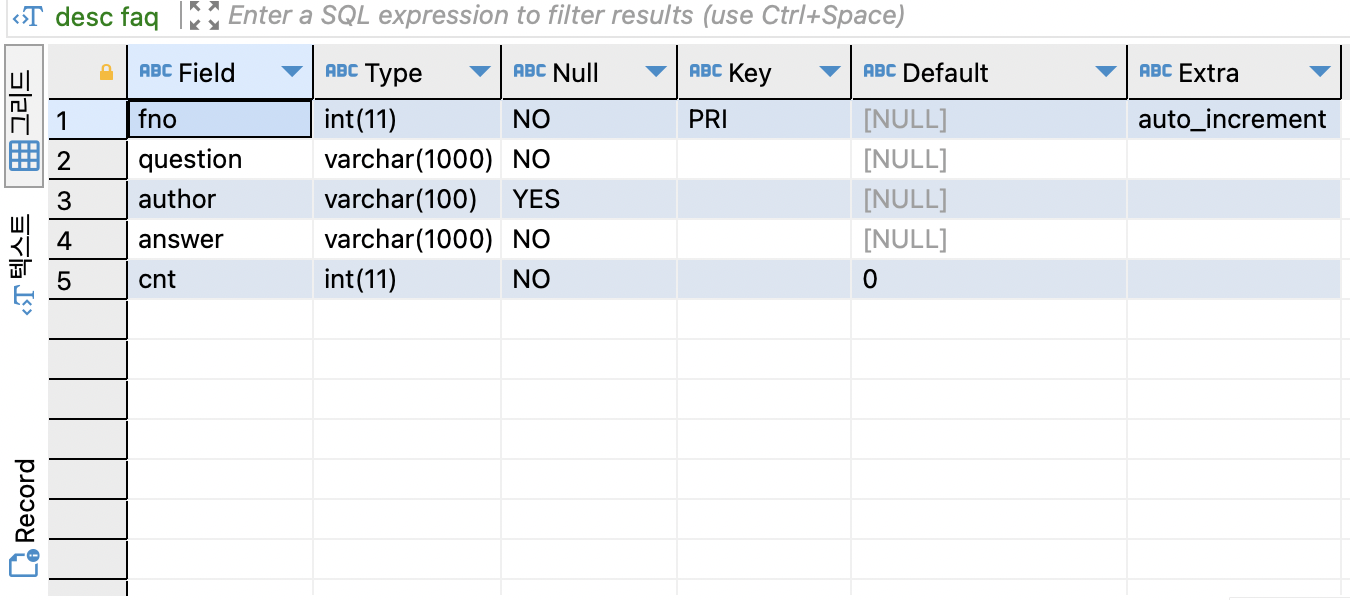 desc faq Enter a SQL expression to filter results (use Ctrl+Space)
그리드
텍스트
Record
ABC Field ABC Type ABC Null ABC Key ABC Default ABC Extra
1 fno int(11) NO PRI [NULL] auto_increment
2 question varchar(1000) NO [NULL]
3 author varchar(100) YES [NULL]
4 answer varchar(1000) NO [NULL]
5 cnt int(11) NO 0